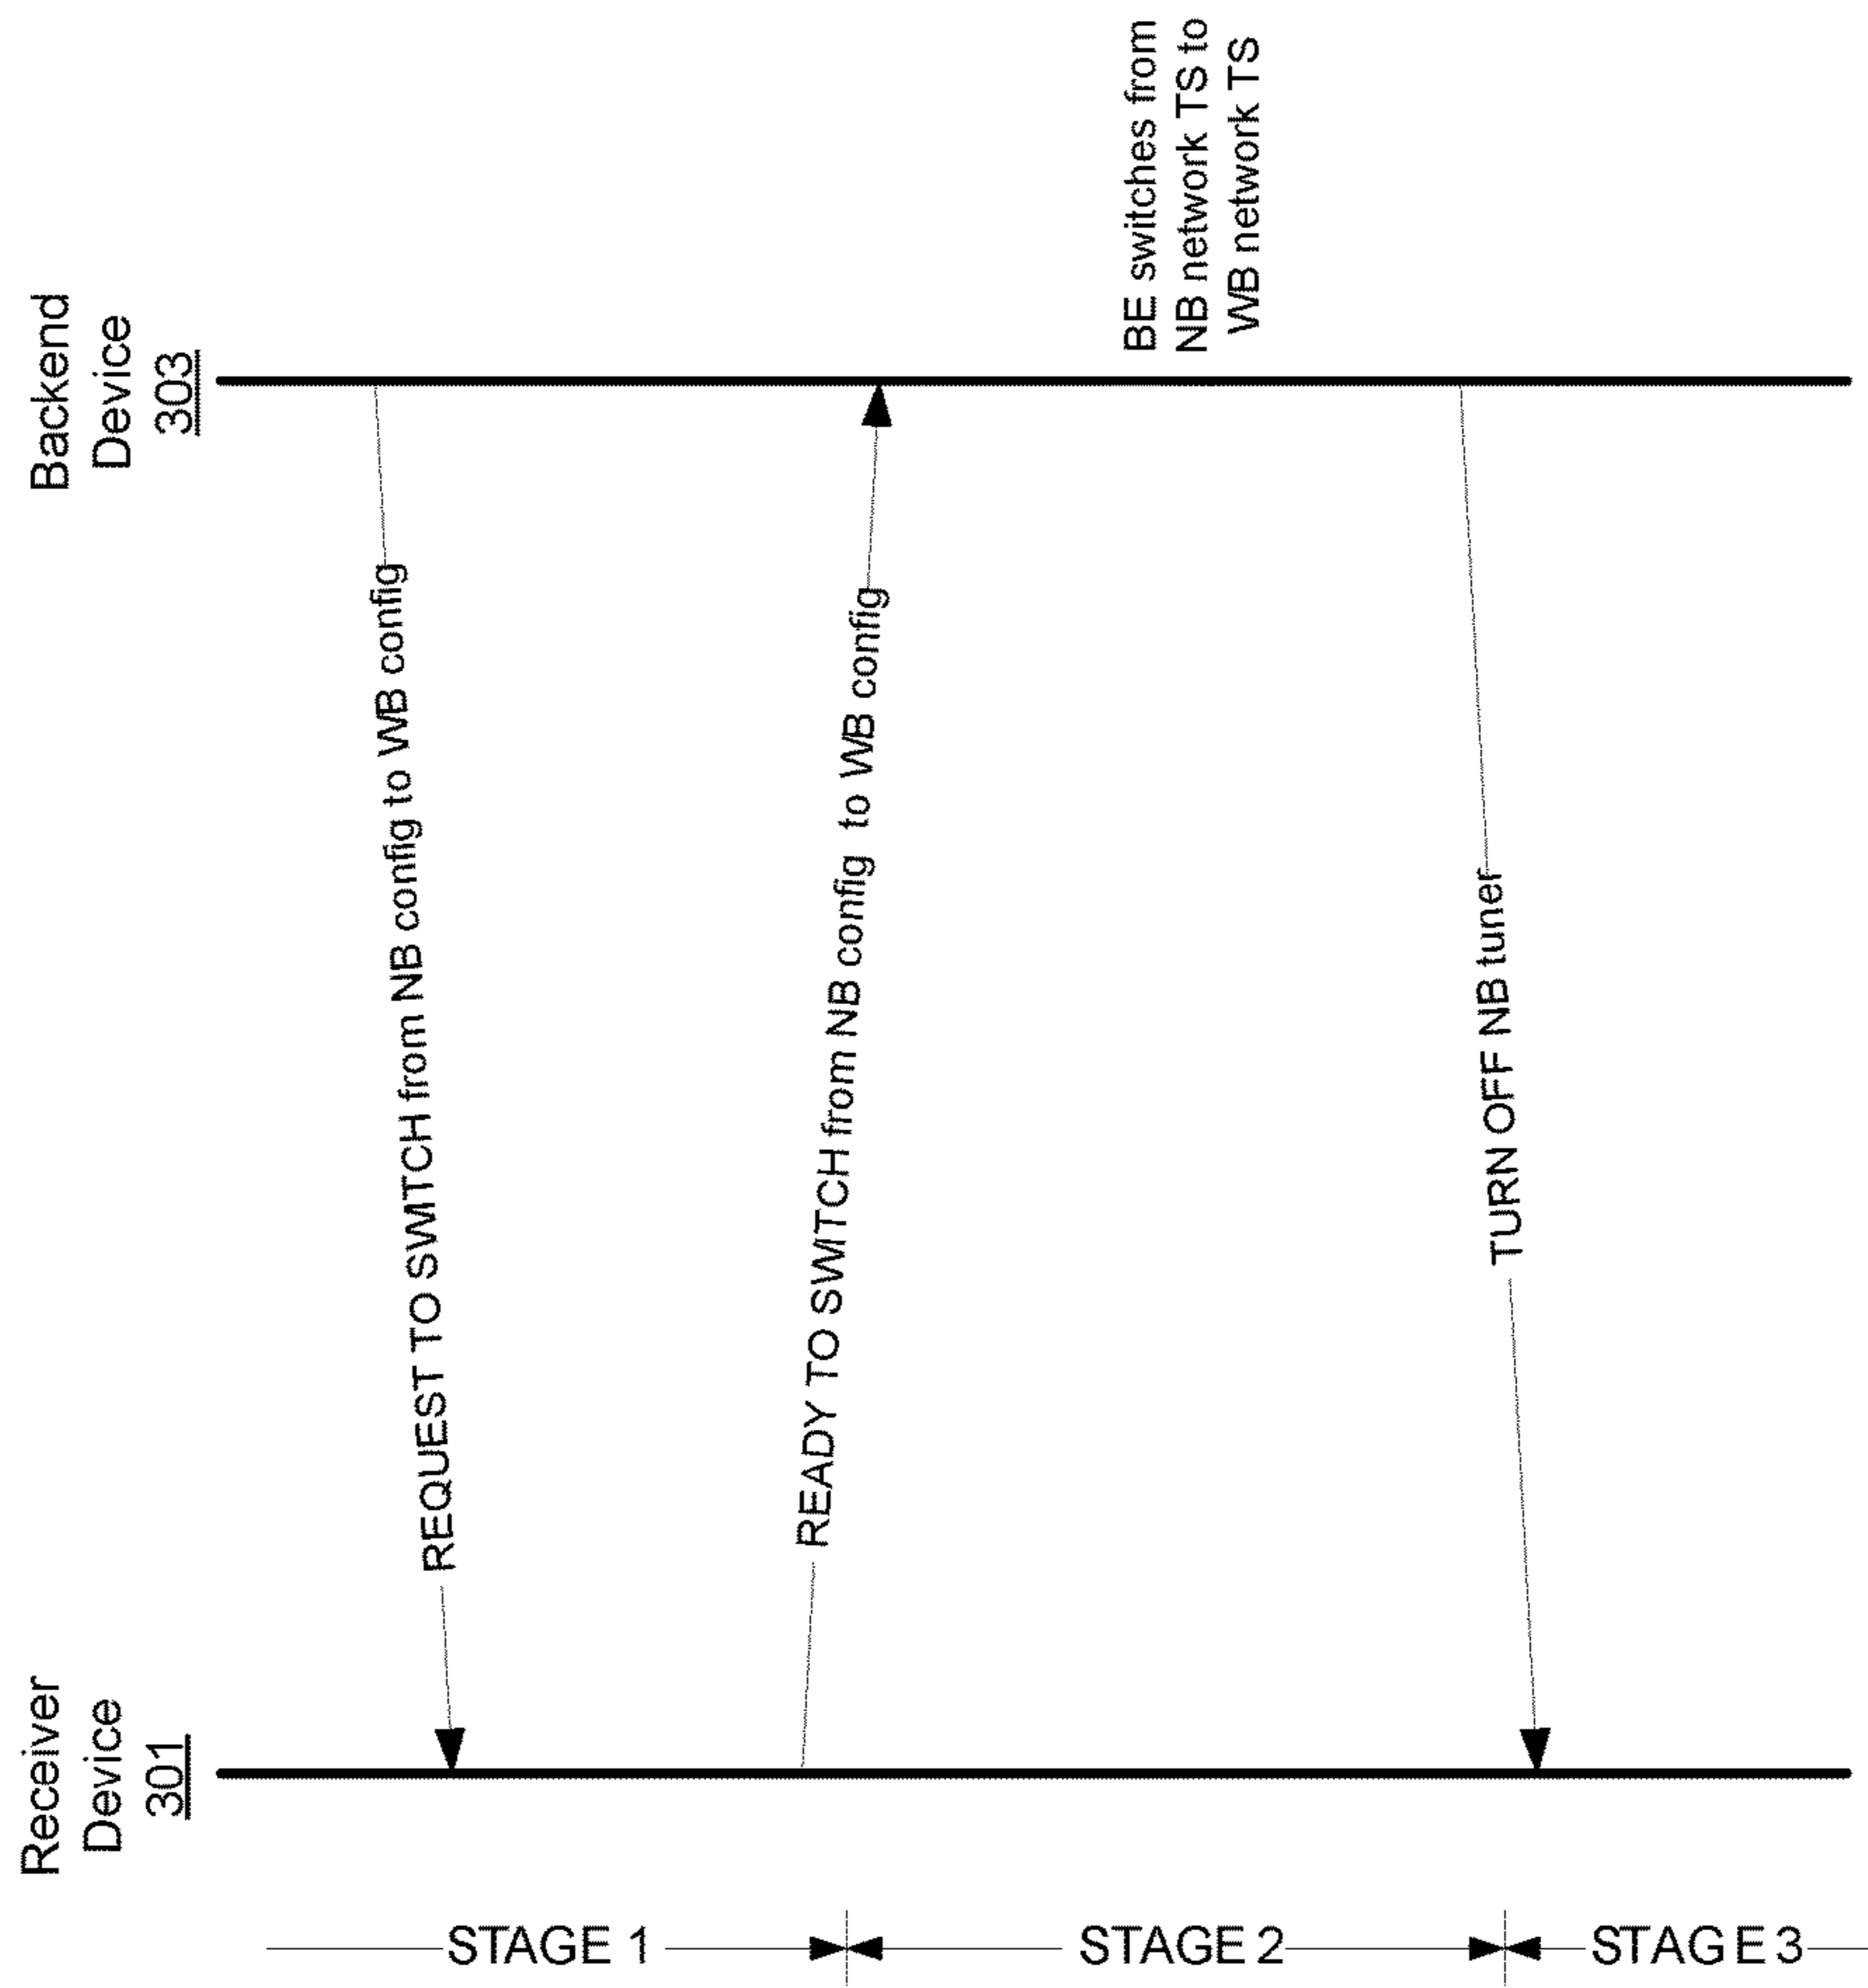 Receiver
Device
301
Backend
Device
303
REQUEST TO SWITCH from NB config to WB config
READY TO SWITCH from NB config to WB config
BE switches from
NB network TS to
WB network TS
TURN OFF NB tuner
STAGE 1
STAGE 2
STAGE 3